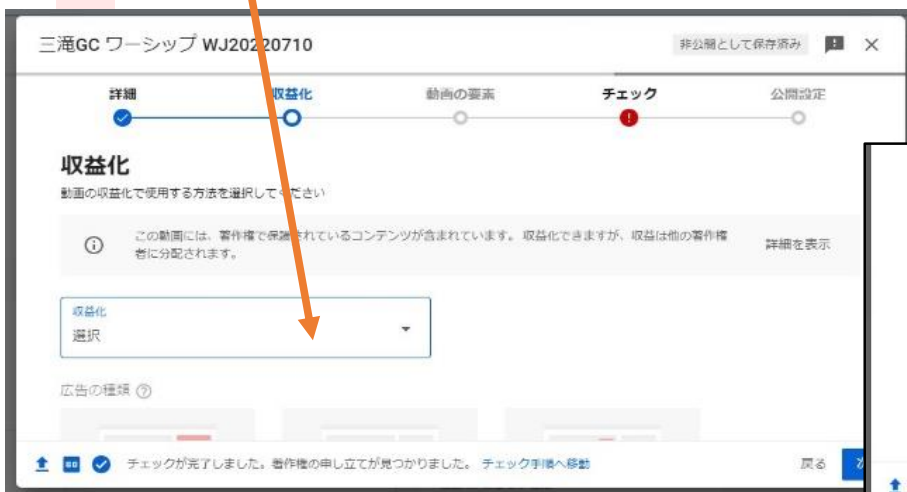 三滝GC ワーシップ WJ20220710
非公開として保存済み
詳細 収益化 動画の要素 チェック 公開設定
収益化
動画の収益化で使用する方法を選択してください
この動画には、著作権で保護されているコンテンツが含まれています。収益化できますが、収益は他の著作権
者に分配されます。
詳細を表示
収益化
選択
広告の種類
チェックが完了しました。著作権の申し立てが見つかりました。 チェック手順へ移動
戻る